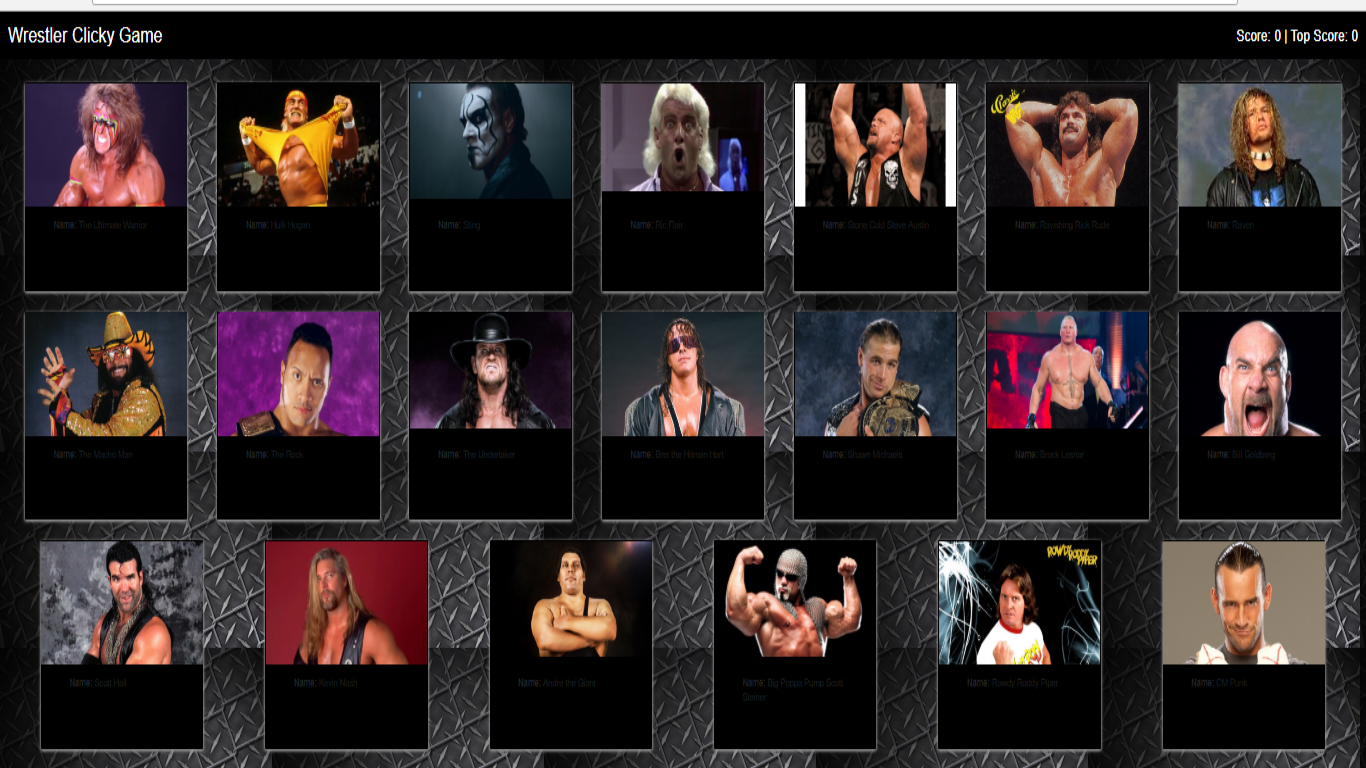 Wrestler Clicky Game
Score: 0 | Top Score: 0
Classic
Name: The Ultimate Warrior
Name: Hulk Hogan
Name: Sting
Name: Ric Flair
Name: Stone Cold Steve Austin
Name: Ravishing Rick Rude
Name: Raven
Name: The Macho Man
Name: The Rock
Name: The Undertaker
Name: Bret the Hitman Hart
Name: Shawn Michaels
Name: Brock Lesnar
Name: Bill Goldberg
ROWDY RODDY
PIPER
Name: Scott Hall
Name: Kevin Nash
Name: Andre the Giant
Name: Big Poppa Pump Scott
Steiner
Name: Rowdy Roddy Piper
Name: CM Punk